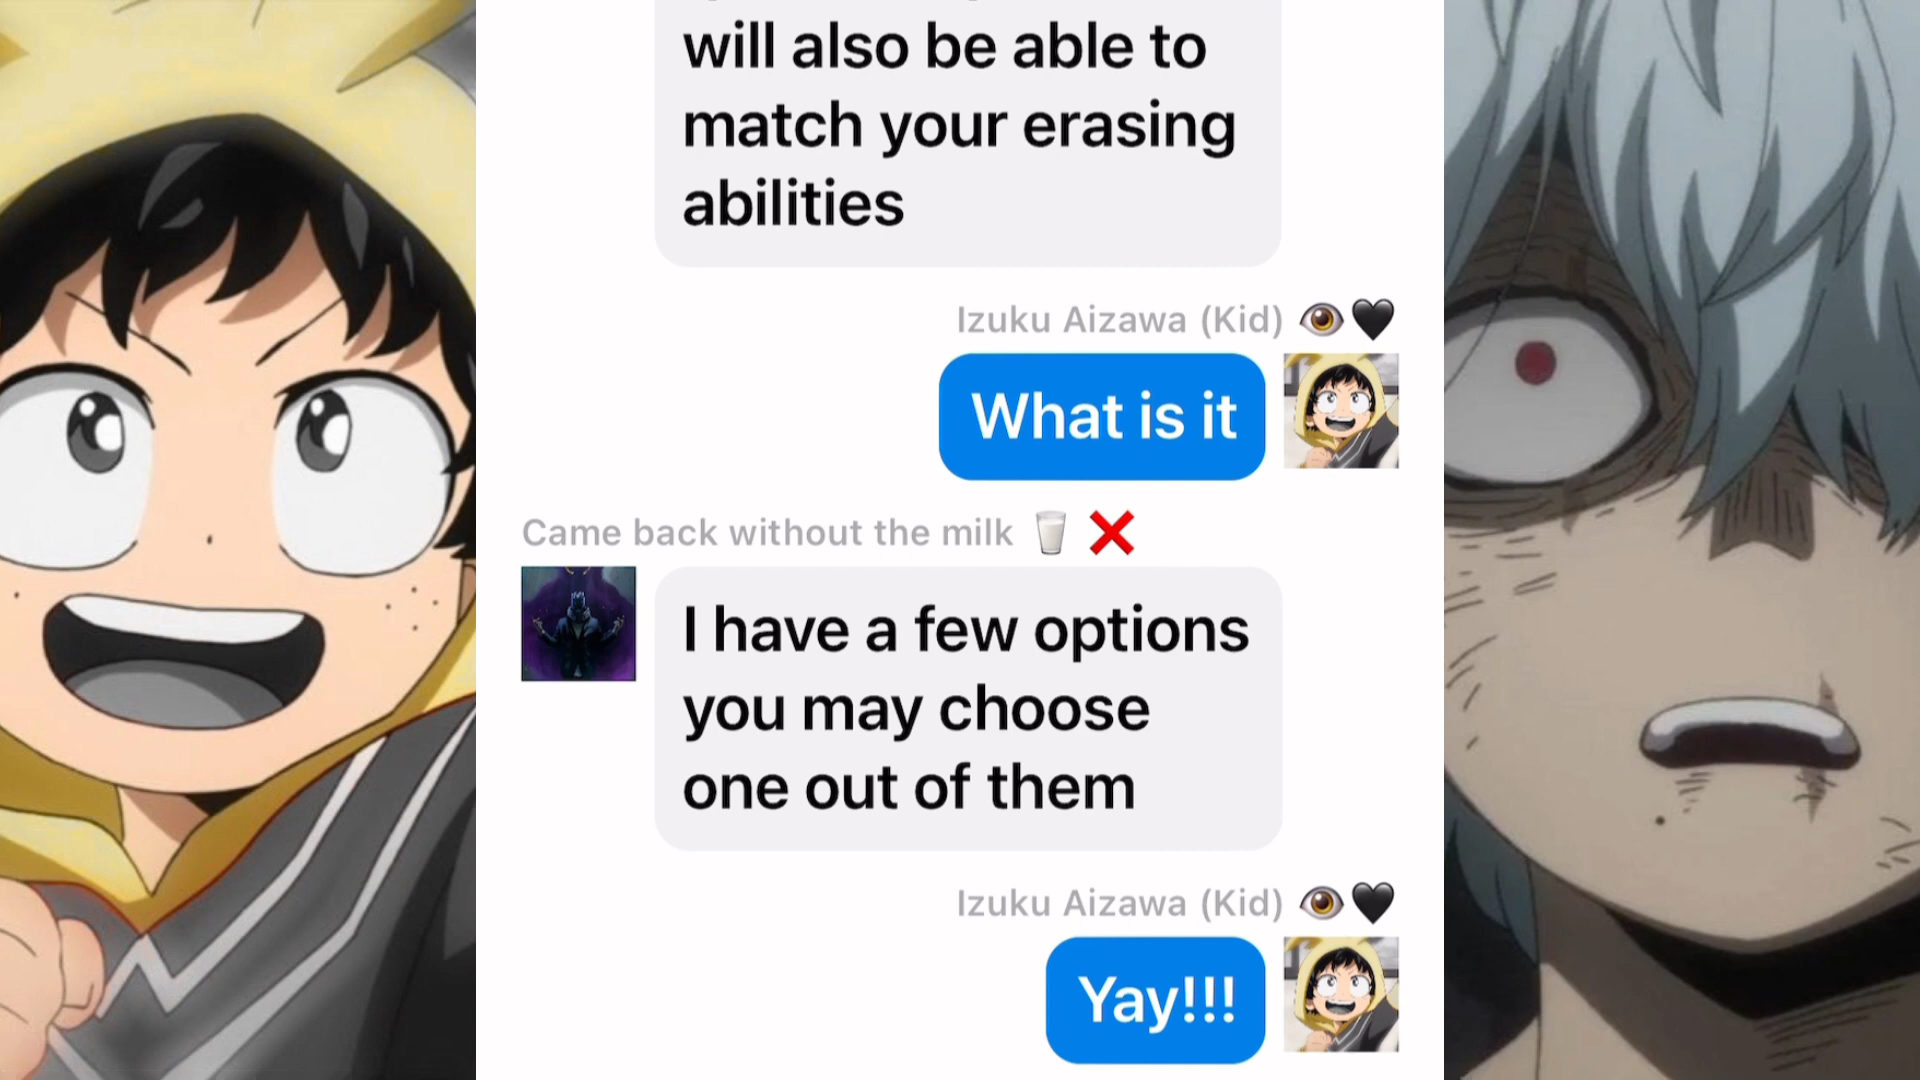 will also be able to
match your erasing
abilities
Izuku Aizawa (Kid) 👁️🖤
What is it
Came back without the milk 🥛❌
I have a few options
you may choose
one out of them
Izuku Aizawa (Kid) 👁️🖤
Yay!!!